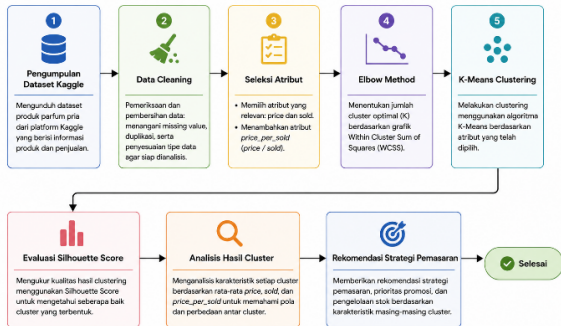 1
Pengumpulan
Dataset Kaggle
Mengunduh dataset
produk parfum pria
dari platform Kaggle
yang berisi informasi
produk dan penjualan.
2
Data Cleaning
Pemeriksaan dan
pembersihan data:
menangani missing value,
duplikasi, serta
penyesuaian tipe data
agar siap dianalisis.
3
Seleksi Atribut
• Memilih atribut yang
relevan: price dan sold.
• Menambahkan atribut
price_per_sold
(price / sold).
4
Elbow Method
Menentukan jumlah
cluster optimal (K)
berdasarkan grafik
Within Cluster Sum of
Squares (WCSS).
5
K-Means Clustering
Melakukan clustering
menggunakan algoritma
K-Means berdasarkan
atribut yang telah
dipilih.
Evaluasi Silhouette Score
Mengukur kualitas hasil clustering
menggunakan Silhouette Score
untuk mengetahui seberapa baik
cluster yang terbentuk.
Analisis Hasil Cluster
Menganalisis karakteristik setiap cluster
berdasarkan rata-rata price, sold, dan
price_per_sold untuk memahami pola
dan perbedaan antar cluster.
Rekomendasi Strategi Pemasaran
Memberikan rekomendasi strategi
pemasaran, prioritas promosi, dan
pengelolaan stok berdasarkan
karakteristik masing-masing cluster.
Selesai